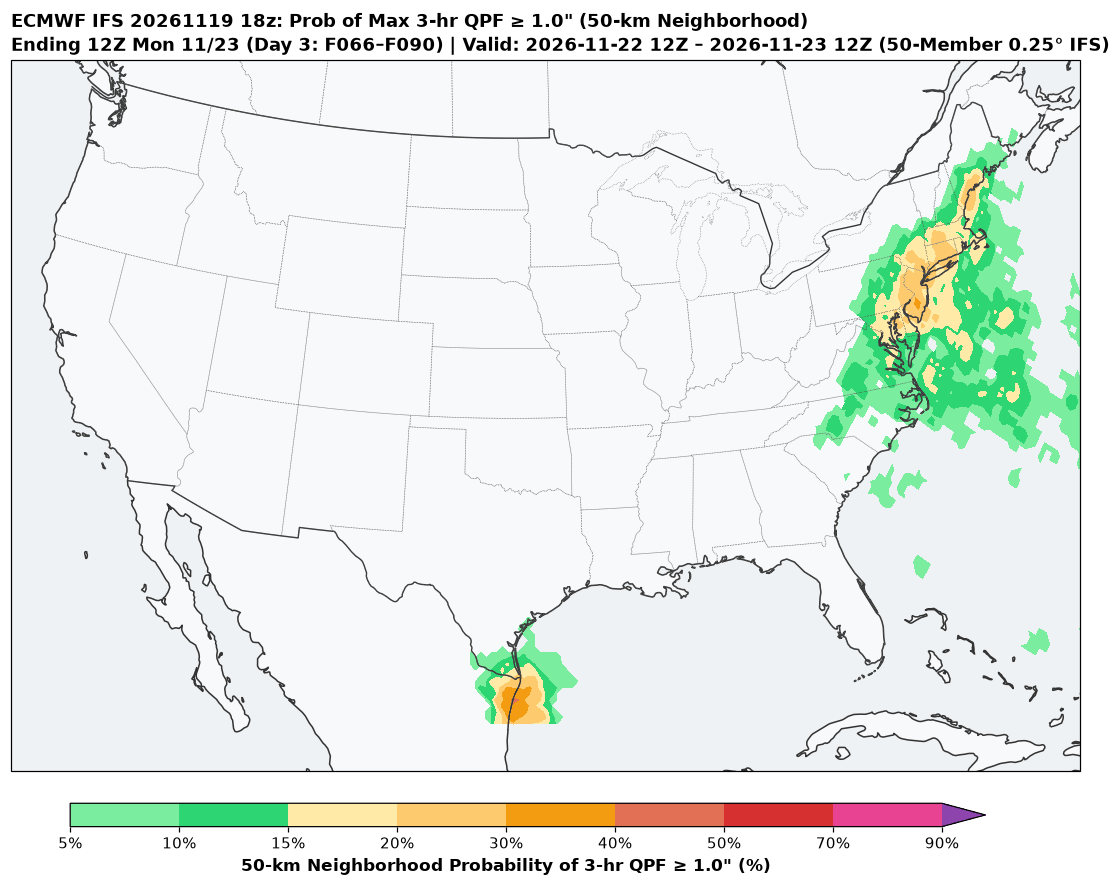 ECMWF IFS 20261119 18z: Prob of Max 3-hr QPF ≥ 1.0" (50-km Neighborhood)
Ending 12Z Mon 11/23 (Day 3: F066–F090) | Valid: 2026-11-22 12Z – 2026-11-23 12Z (50-Member 0.25° IFS)
5% 10% 15% 20% 30% 40% 50% 70% 90%
50-km Neighborhood Probability of 3-hr QPF ≥ 1.0" (%)